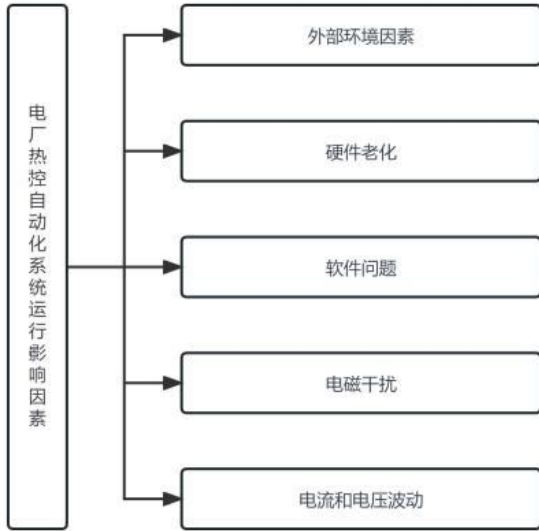 电厂热控自动化系统运行影响因素
外部环境因素
硬件老化
软件问题
电磁干扰
电流和电压波动